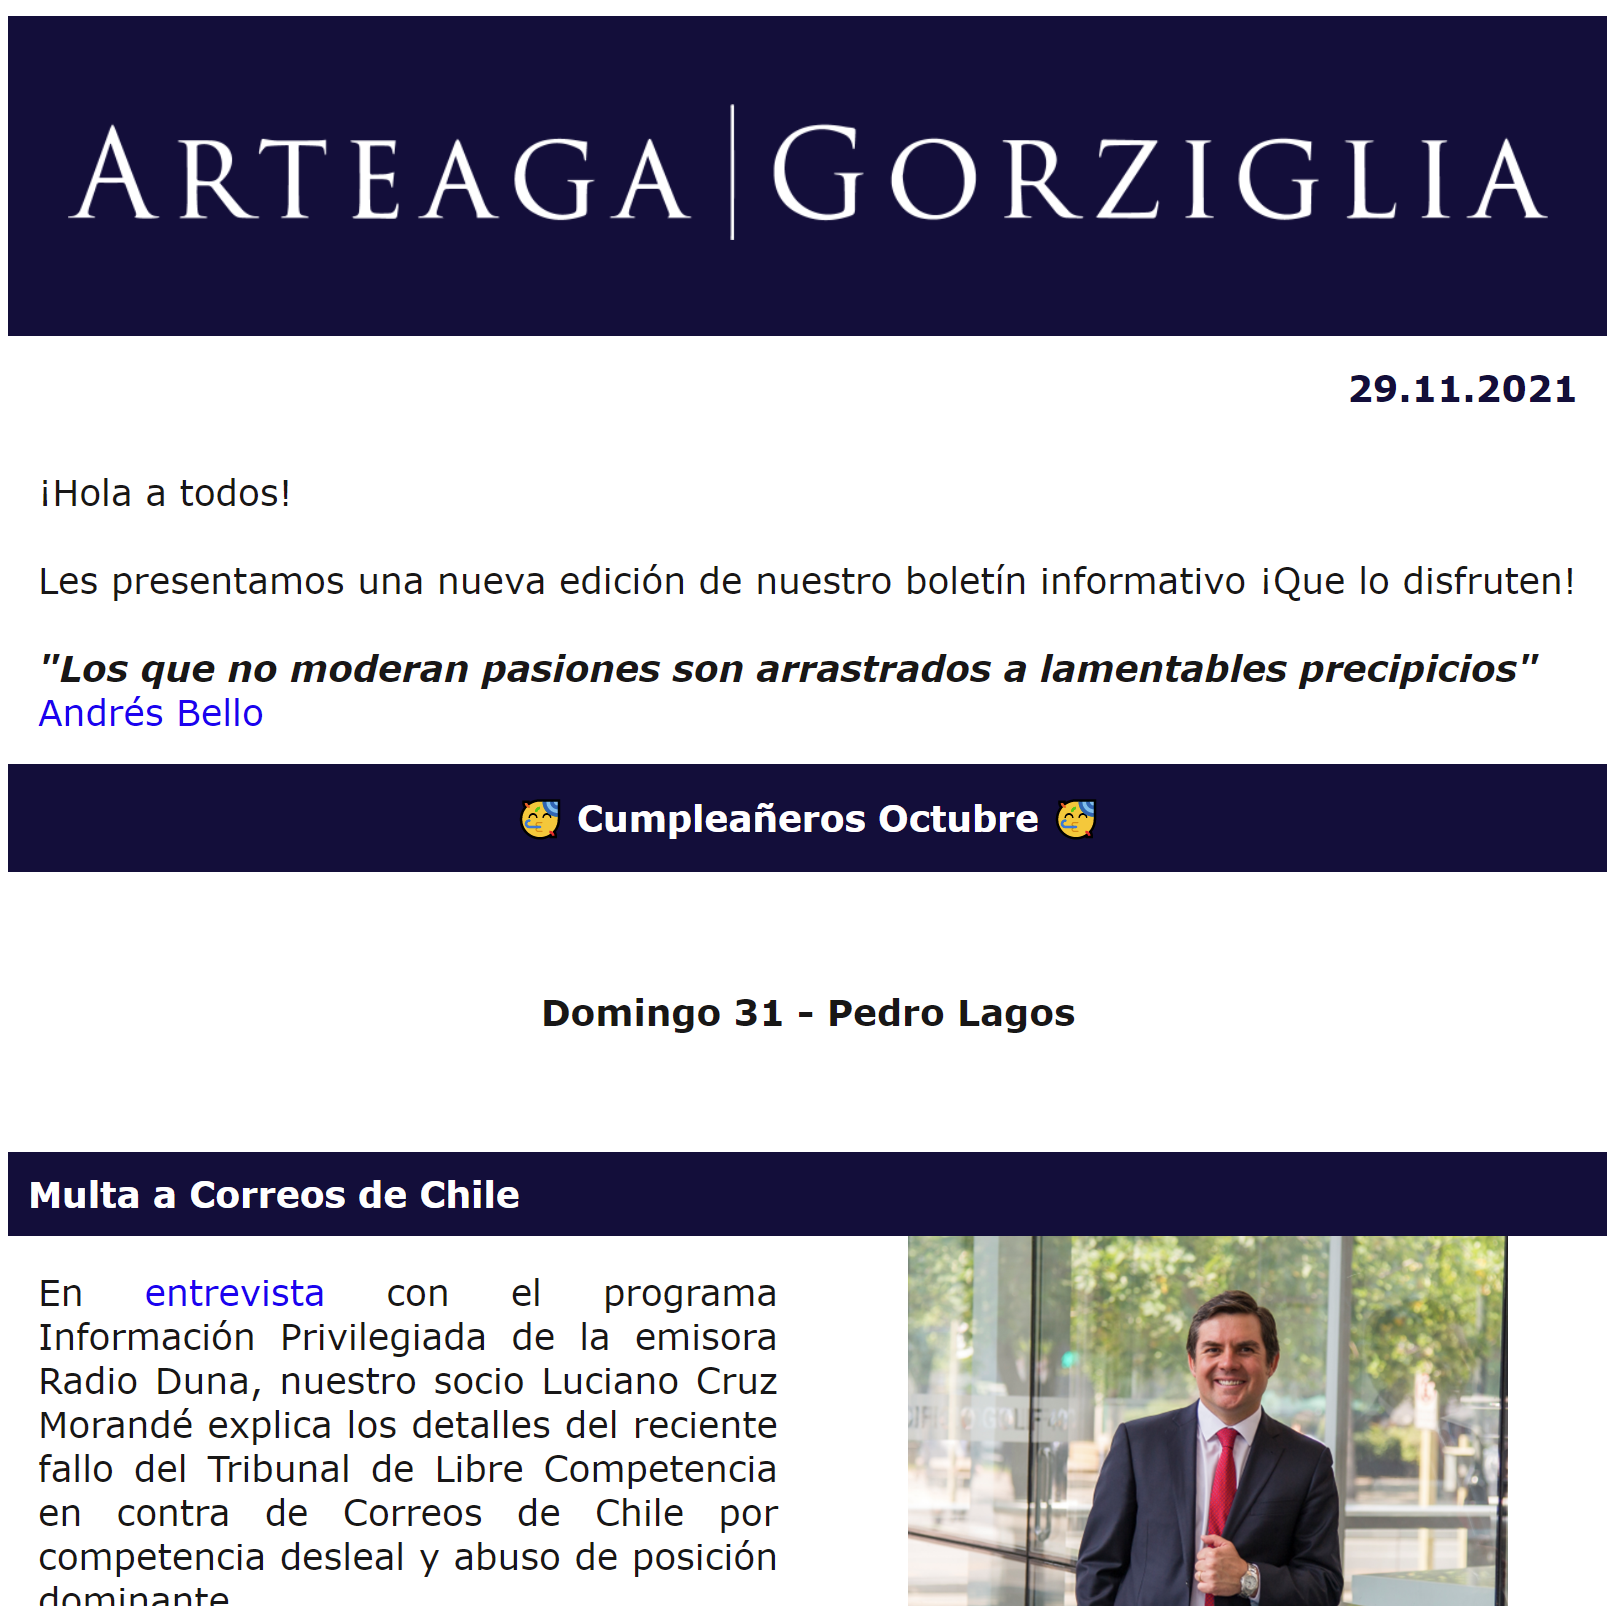 ARTEAGA | GORZIGLIA
29.11.2021
¡Hola a todos!
Les presentamos una nueva edición de nuestro boletín informativo ¡Que lo disfruten!
"Los que no moderan pasiones son arrastrados a lamentables precipicios"
Andrés Bello
🥳 Cumpleañeros Octubre 🥳
Domingo 31 - Pedro Lagos
Multa a Correos de Chile
En entrevista con el programa
Información Privilegiada de la emisora
Radio Duna, nuestro socio Luciano Cruz
Morandé explica los detalles del reciente
fallo del Tribunal de Libre Competencia
en contra de Correos de Chile por
competencia desleal y abuso de posición
dominante